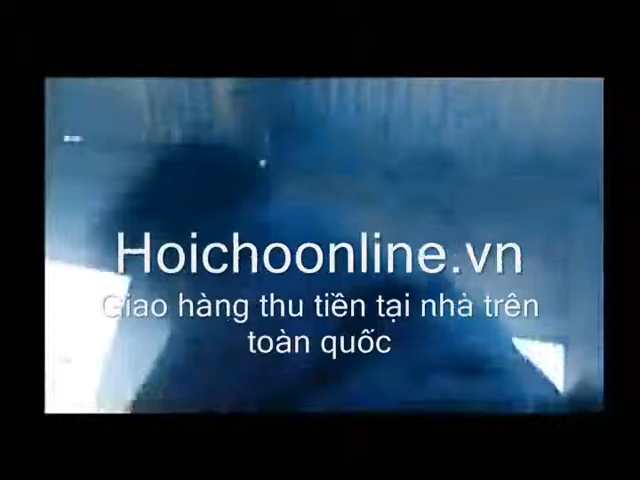 Hoichoonline.vn
Giao hàng thu tiền tại nhà trên
toàn quốc